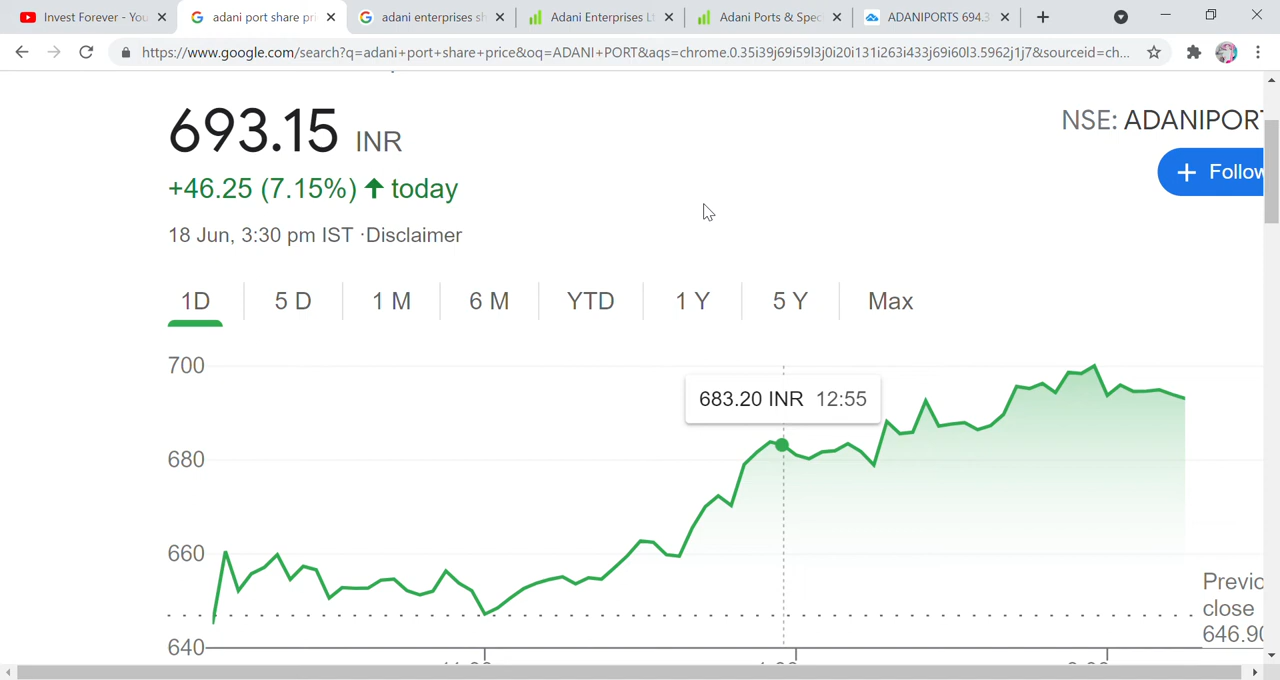 Invest Forever - You
adani port share pri
adani enterprises sh
Adani Enterprises Lt
Adani Ports & Spec
ADANIPORTS 694.3
https://www.google.com/search?q=adani+port+share+price&oq=ADANI+PORT&aqs=chrome.0.35i39j69i59l3j0i20i131i263i433j69i60l3.5962j1j7&sourceid=ch...
693.15 INR
NSE: ADANIPORT
+46.25 (7.15%) ↑ today
+ Follow
18 Jun, 3:30 pm IST ·Disclaimer
1D 5 D 1 M 6 M YTD 1 Y 5 Y Max
700
683.20 INR 12:55
680
660
Previo
close
646.90
640